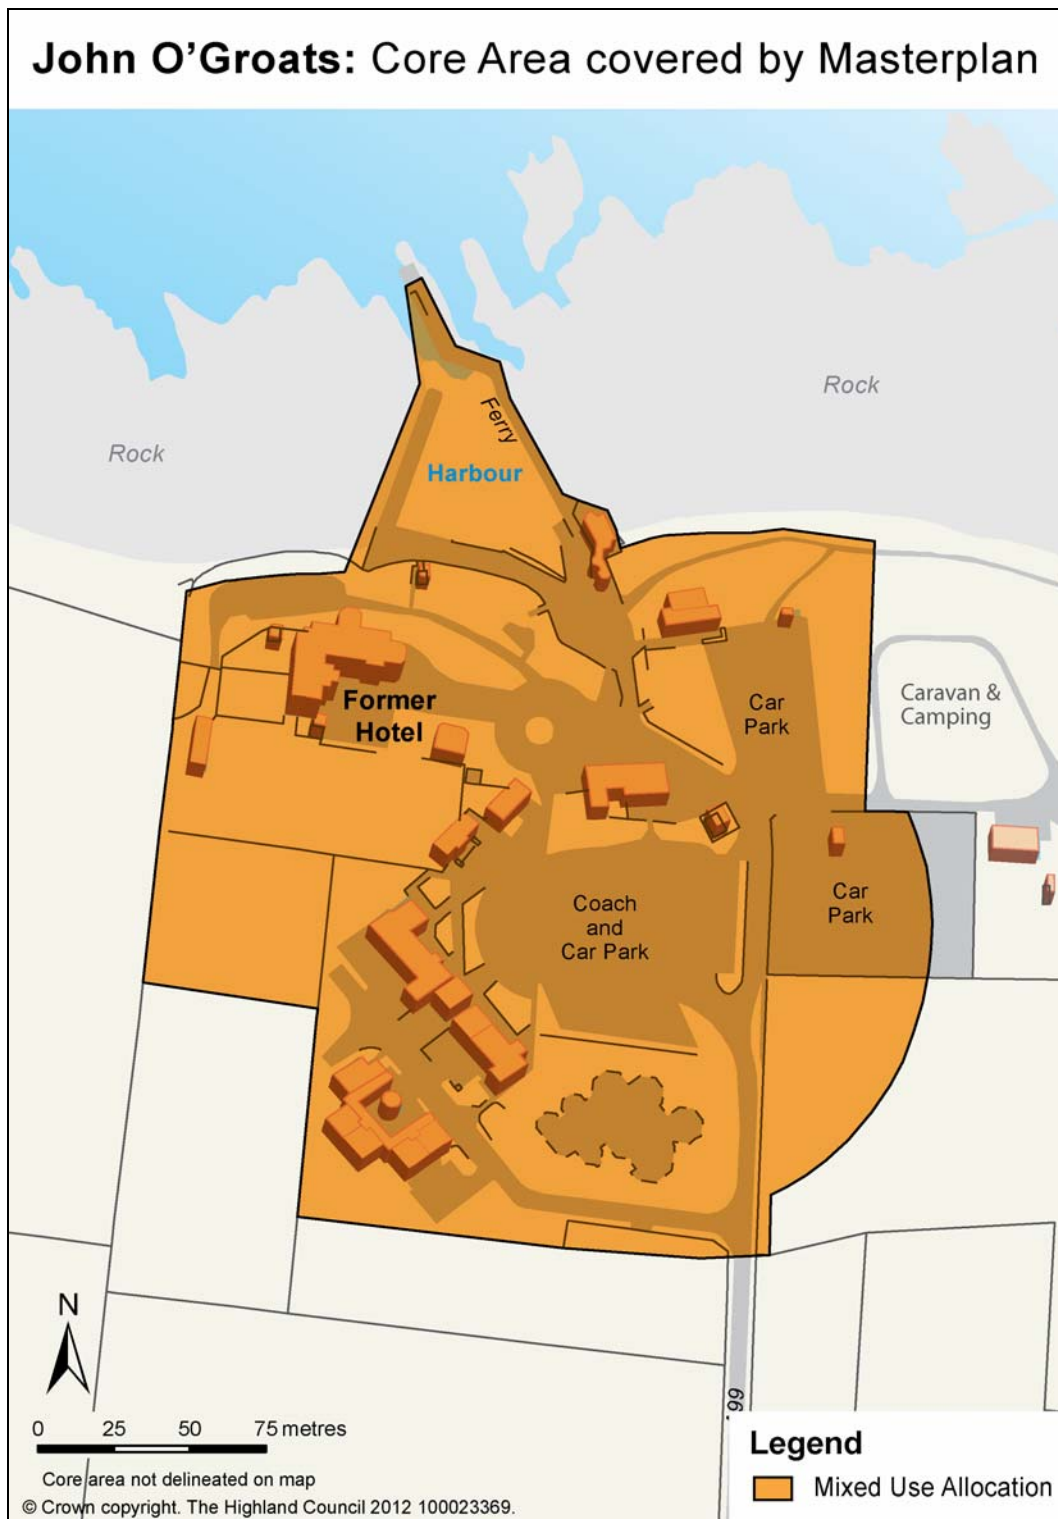 John O'Groats: Core Area covered by Masterplan
Rock
Rock
Ferry
Harbour
Former
Hotel
Car
Park
Caravan &
Camping
Coach
and
Car Park
Car
Park
N
0 25 50 75 metres
Core area not delineated on map
© Crown copyright. The Highland Council 2012 100023369.
Legend
Mixed Use Allocation